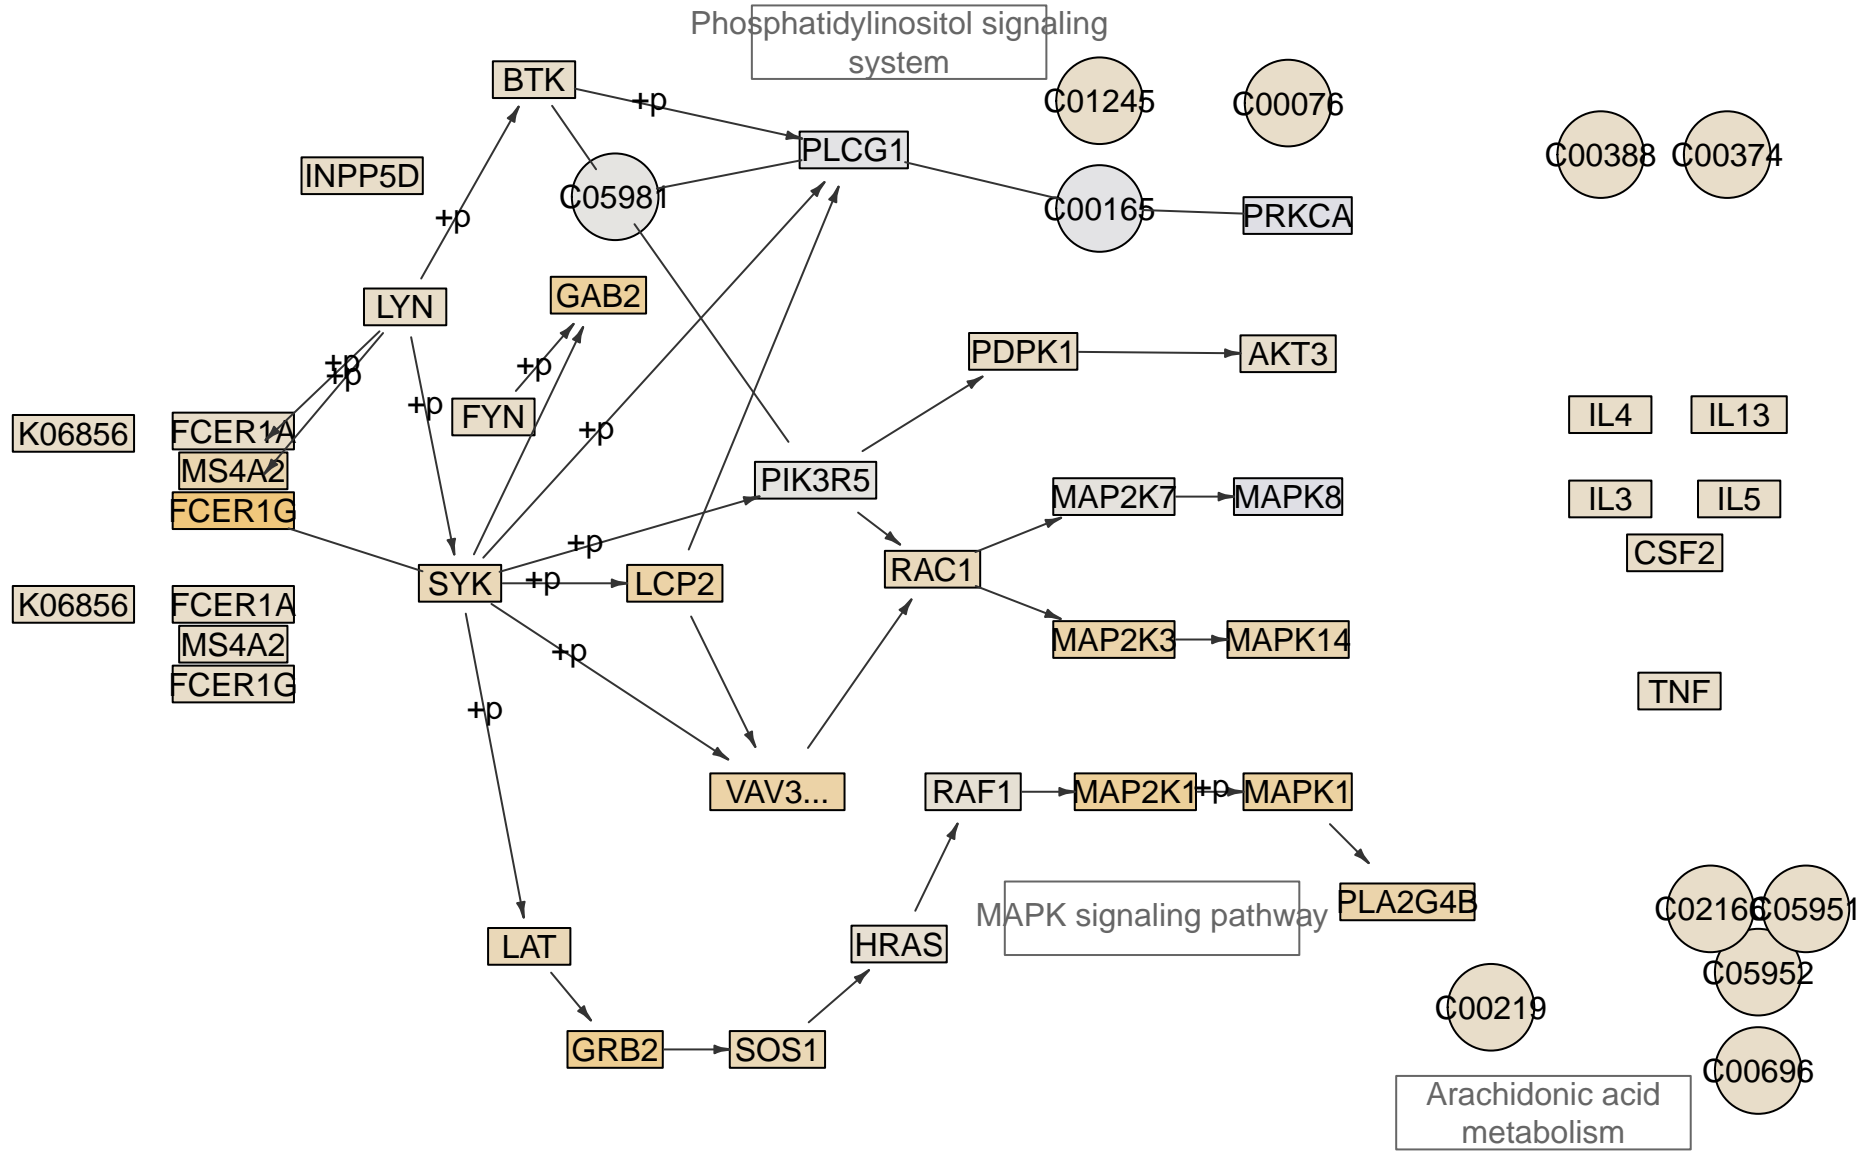 Phosphatidylinositol signaling
system
BTK
+p
C01245
C00076
PLCG1
C00388
C00374
INPP5D
C05981
C00165
PRKCA
+p
LYN
GAB2
+p
+p
+p
PDPK1
AKT3
+p
FYN
IL4
IL13
K06856
FCER1A
+p
MS4A2
PIK3R5
MAP2K7
MAPK8
IL3
IL5
FCER1G
+p
CSF2
SYK
+p
LCP2
RAC1
K06856
FCER1A
MS4A2
+p
MAP2K3
MAPK14
FCER1G
TNF
+p
VAV3...
RAF1
MAP2K1
+p
MAPK1
MAPK signaling pathway
PLA2G4B
C02166
C05951
LAT
HRAS
C05952
C00219
GRB2
SOS1
C00696
Arachidonic acid
metabolism